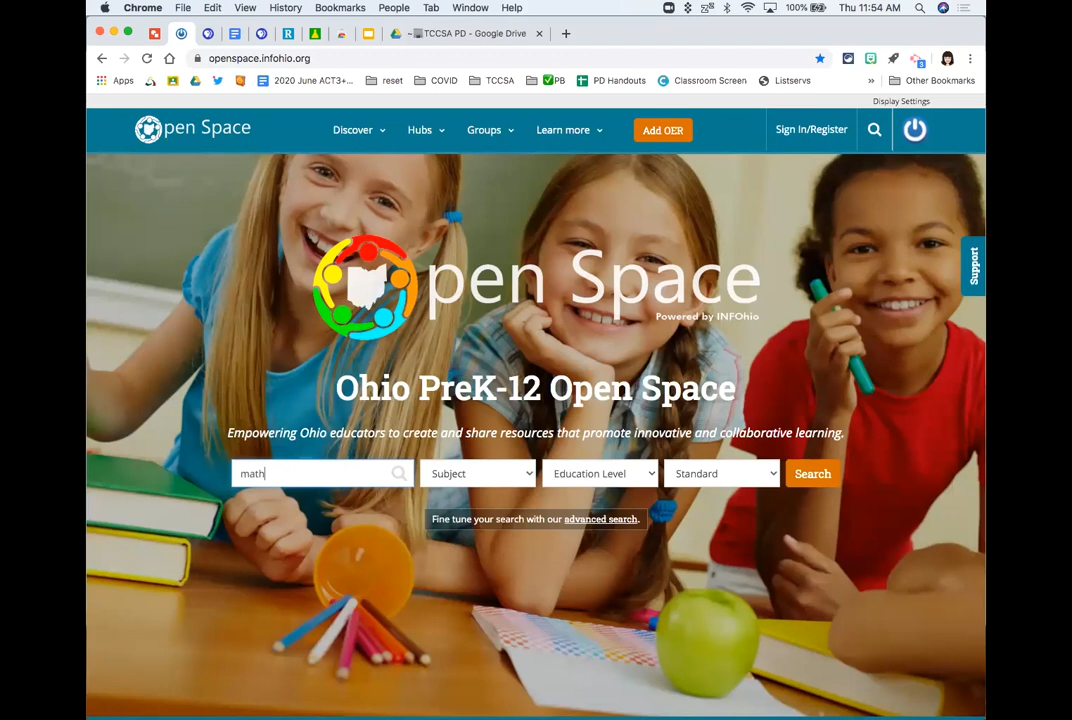 Chrome File Edit View History Bookmarks People Tab Window Help 100% Thu 11:54 AM
TCCSA PD - Google Drive
openspace.infohio.org
Apps 2020 June ACT3+... reset COVID TCCSA PB PD Handouts Classroom Screen Listservs » Other Bookmarks
Display Settings
pen Space Discover Hubs Groups Learn more Add OER Sign In/Register
Support
pen Space
Powered by INFOhio
Ohio PreK-12 Open Space
Empowering Ohio educators to create and share resources that promote innovative and collaborative learning.
math Subject Education Level Standard Search
Fine tune your search with our advanced search.